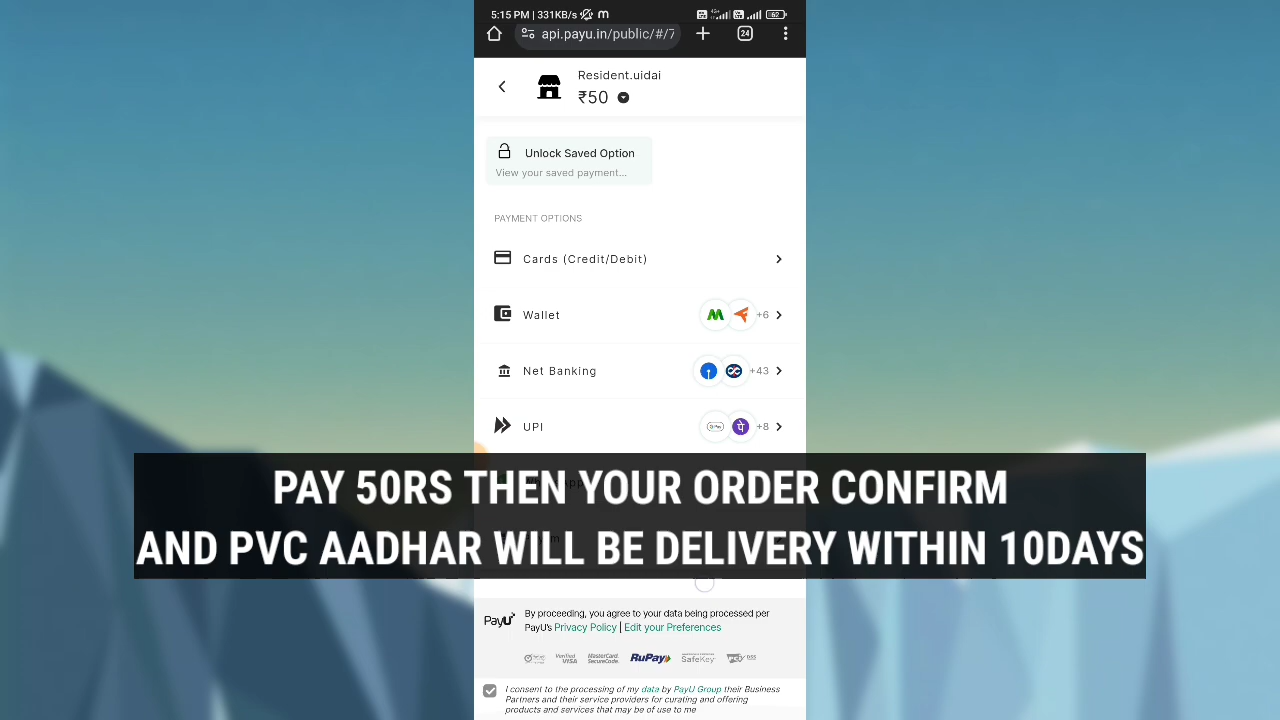 5:15 PM | 331KB/s
62
api.payu.in/public/#/7
24
Resident.uidai
₹50
Unlock Saved Option
View your saved payment...
PAYMENT OPTIONS
Cards (Credit/Debit)
Wallet
+6
Net Banking
+43
UPI
पे
+8
PAY 50RS THEN YOUR ORDER CONFIRM
AND PVC AADHAR WILL BE DELIVERY WITHIN 10DAYS
By proceeding, you agree to your data being processed per
PayU
PayU's Privacy Policy | Edit your Preferences
Verified VISA
MasterCard. SecureCode.
RuPay
SafeKey
I consent to the processing of my data by PayU Group their Business
Partners and their service providers for curating and offering
products and services that may be of use to me